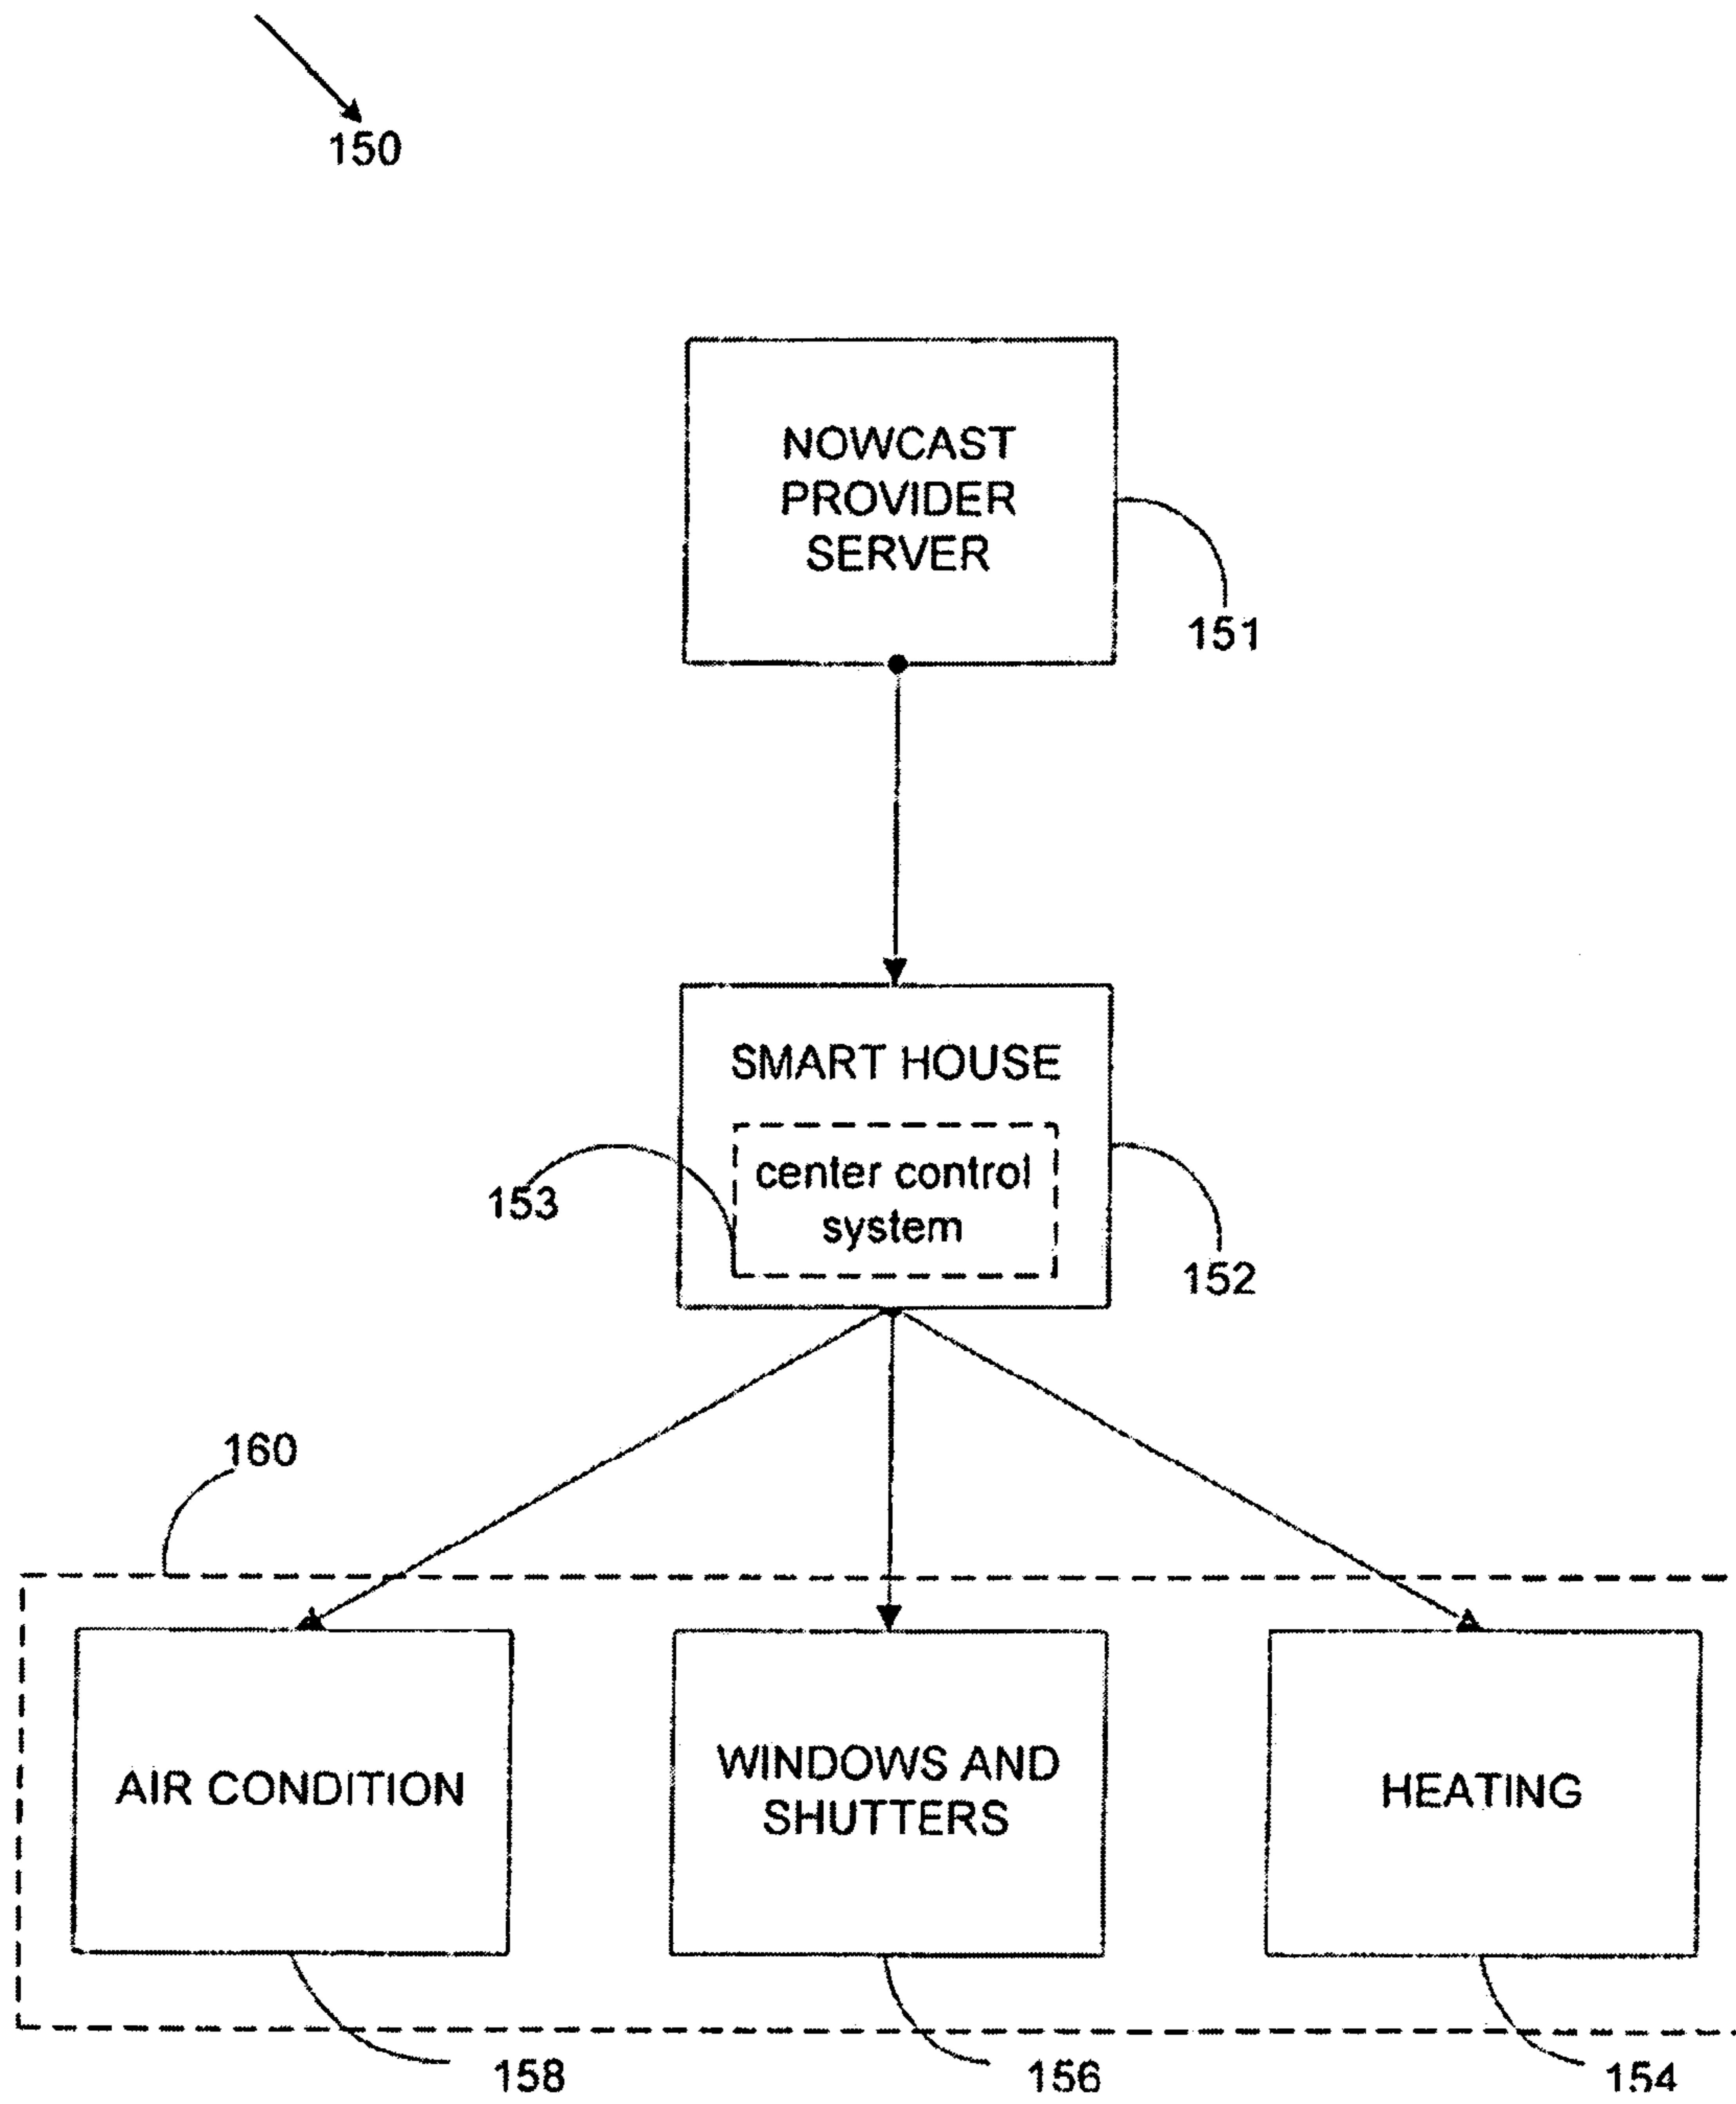 150
NOWCAST
PROVIDER
SERVER
151
SMART HOUSE
center control
system
153
152
160
AIR CONDITION
WINDOWS AND
SHUTTERS
HEATING
158
156
154